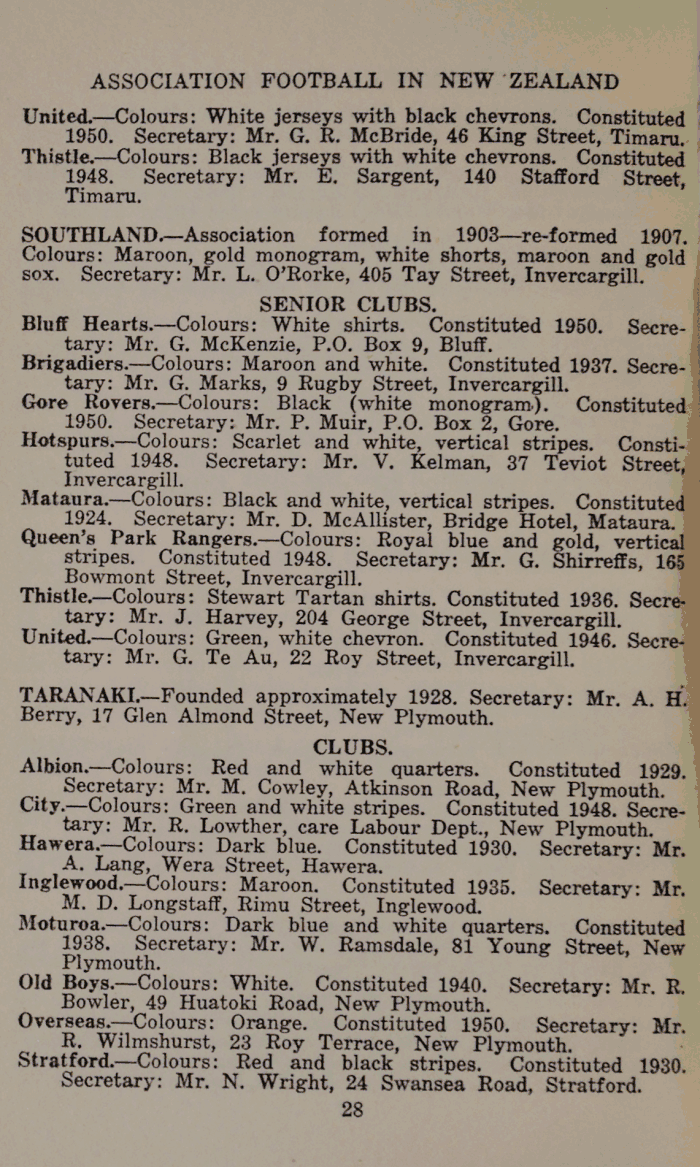 ASSOCIATION FOOTBALL IN NEW ZEALAND
United.—Colours: White jerseys with black chevrons. Constituted
1950. Secretary: Mr. G. R. McBride, 46 King Street, Timaru.
Thistle.—Colours: Black jerseys with white chevrons. Constituted
1948. Secretary: Mr. E. Sargent, 140 Stafford Street,
Timaru.
SOUTHLAND.—Association formed in 1903—re-formed 1907.
Colours: Maroon, gold monogram, white shorts, maroon and gold
sox. Secretary: Mr. L. O'Rorke, 405 Tay Street, Invercargill.
SENIOR CLUBS.
Bluff Hearts.—Colours: White shirts. Constituted 1950. Secre-
tary: Mr. G. McKenzie, P.O. Box 9, Bluff.
Brigadiers.—Colours: Maroon and white. Constituted 1937. Secre-
tary: Mr. G. Marks, 9 Rugby Street, Invercargill.
Gore Rovers.—Colours: Black (white monogram). Constituted
1950. Secretary: Mr. P. Muir, P.O. Box 2, Gore.
Hotspurs.—Colours: Scarlet and white, vertical stripes. Consti-
tuted 1948. Secretary: Mr. V. Kelman, 37 Teviot Street,
Invercargill.
Mataura.—Colours: Black and white, vertical stripes. Constituted
1924. Secretary: Mr. D. McAllister, Bridge Hotel, Mataura.
Queen's Park Rangers.—Colours: Royal blue and gold, vertical
stripes. Constituted 1948. Secretary: Mr. G. Shirreffs, 165
Bowmont Street, Invercargill.
Thistle.—Colours: Stewart Tartan shirts. Constituted 1936. Secre-
tary: Mr. J. Harvey, 204 George Street, Invercargill.
United.—Colours: Green, white chevron. Constituted 1946. Secre-
tary: Mr. G. Te Au, 22 Roy Street, Invercargill.
TARANAKI.—Founded approximately 1928. Secretary: Mr. A. H.
Berry, 17 Glen Almond Street, New Plymouth.
CLUBS.
Albion.—Colours: Red and white quarters. Constituted 1929.
Secretary: Mr. M. Cowley, Atkinson Road, New Plymouth.
City.—Colours: Green and white stripes. Constituted 1948. Secre-
tary: Mr. R. Lowther, care Labour Dept., New Plymouth.
Hawera.—Colours: Dark blue. Constituted 1930. Secretary: Mr.
A. Lang, Wera Street, Hawera.
Inglewood.—Colours: Maroon. Constituted 1935. Secretary: Mr.
M. D. Longstaff, Rimu Street, Inglewood.
Moturoa.—Colours: Dark blue and white quarters. Constituted
1938. Secretary: Mr. W. Ramsdale, 81 Young Street, New
Plymouth.
Old Boys.—Colours: White. Constituted 1940. Secretary: Mr. R.
Bowler, 49 Huatoki Road, New Plymouth.
Overseas.—Colours: Orange. Constituted 1950. Secretary: Mr.
R. Wilmshurst, 23 Roy Terrace, New Plymouth.
Stratford.—Colours: Red and black stripes. Constituted 1930.
Secretary: Mr. N. Wright, 24 Swansea Road, Stratford.
28